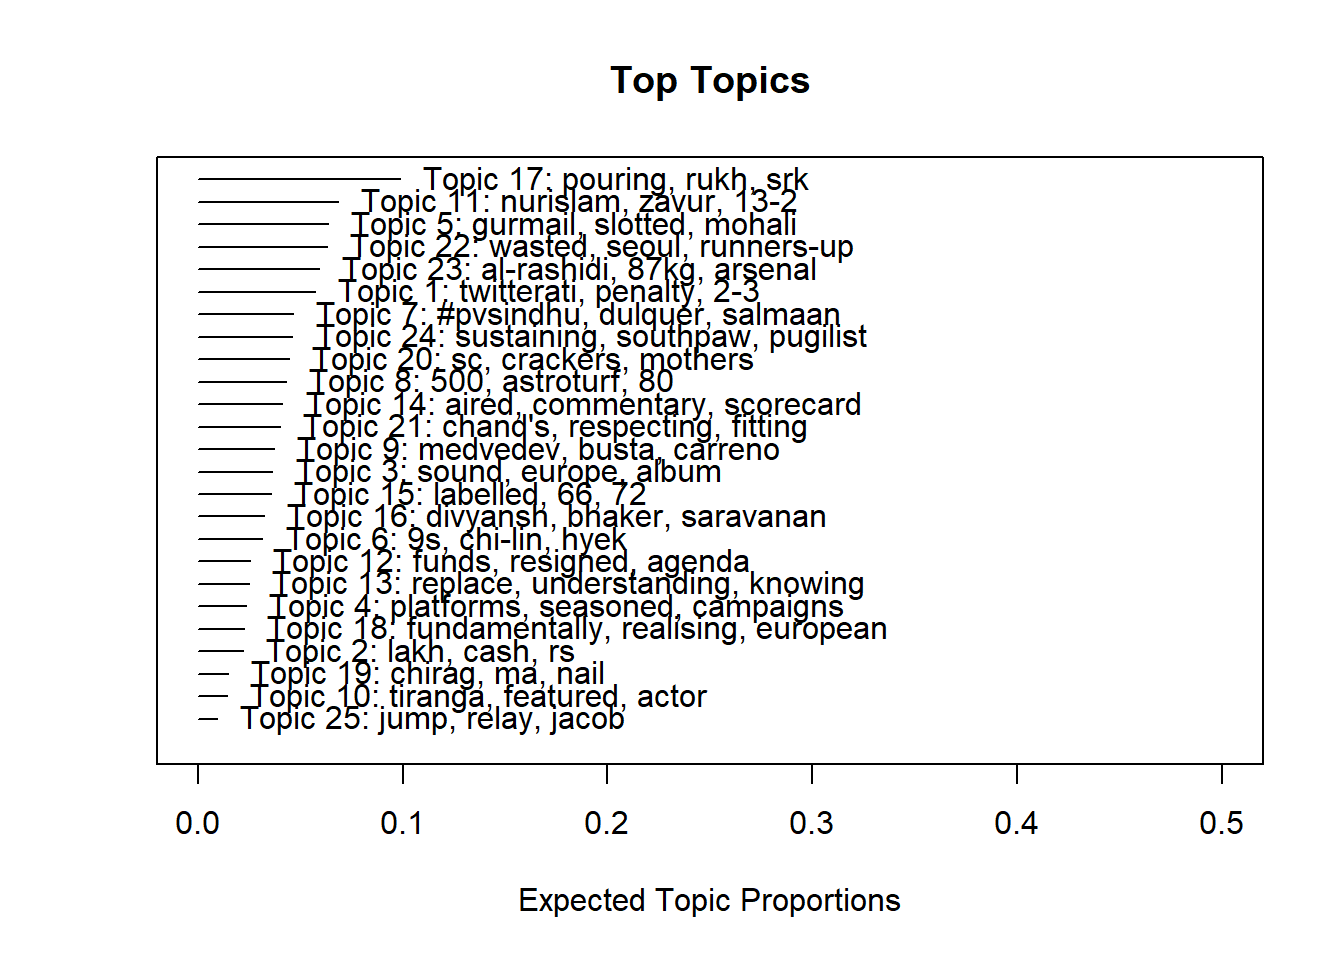 Top Topics
Topic 17: pouring, rukh, srk
Topic 11: nurislam, zavur, 13-2
Topic 5: gurmail, slotted, mohali
Topic 22: wasted, seoul, runners-up
Topic 23: al-rashidi, 87kg, arsenal
Topic 1: twitterati, penalty, 2-3
Topic 7: #pvsindhu, dulquer, salmaan
Topic 24: sustaining, southpaw, pugilist
Topic 20: sc, crackers, mothers
Topic 8: 500, astroturf, 80
Topic 14: aired, commentary, scorecard
Topic 21: chand's, respecting, fitting
Topic 9: medvedev, busta, carreno
Topic 3: sound, europe, album
Topic 15: labelled, 66, 72
Topic 16: divyansh, bhaker, saravanan
Topic 6: 9s, chi-lin, hyek
Topic 12: funds, resigned, agenda
Topic 13: replace, understanding, knowing
Topic 4: platforms, seasoned, campaigns
Topic 18: fundamentally, realising, european
Topic 2: lakh, cash, rs
Topic 19: chirag, ma, nail
Topic 10: tiranga, featured, actor
Topic 25: jump, relay, jacob
0.0 0.1 0.2 0.3 0.4 0.5
Expected Topic Proportions